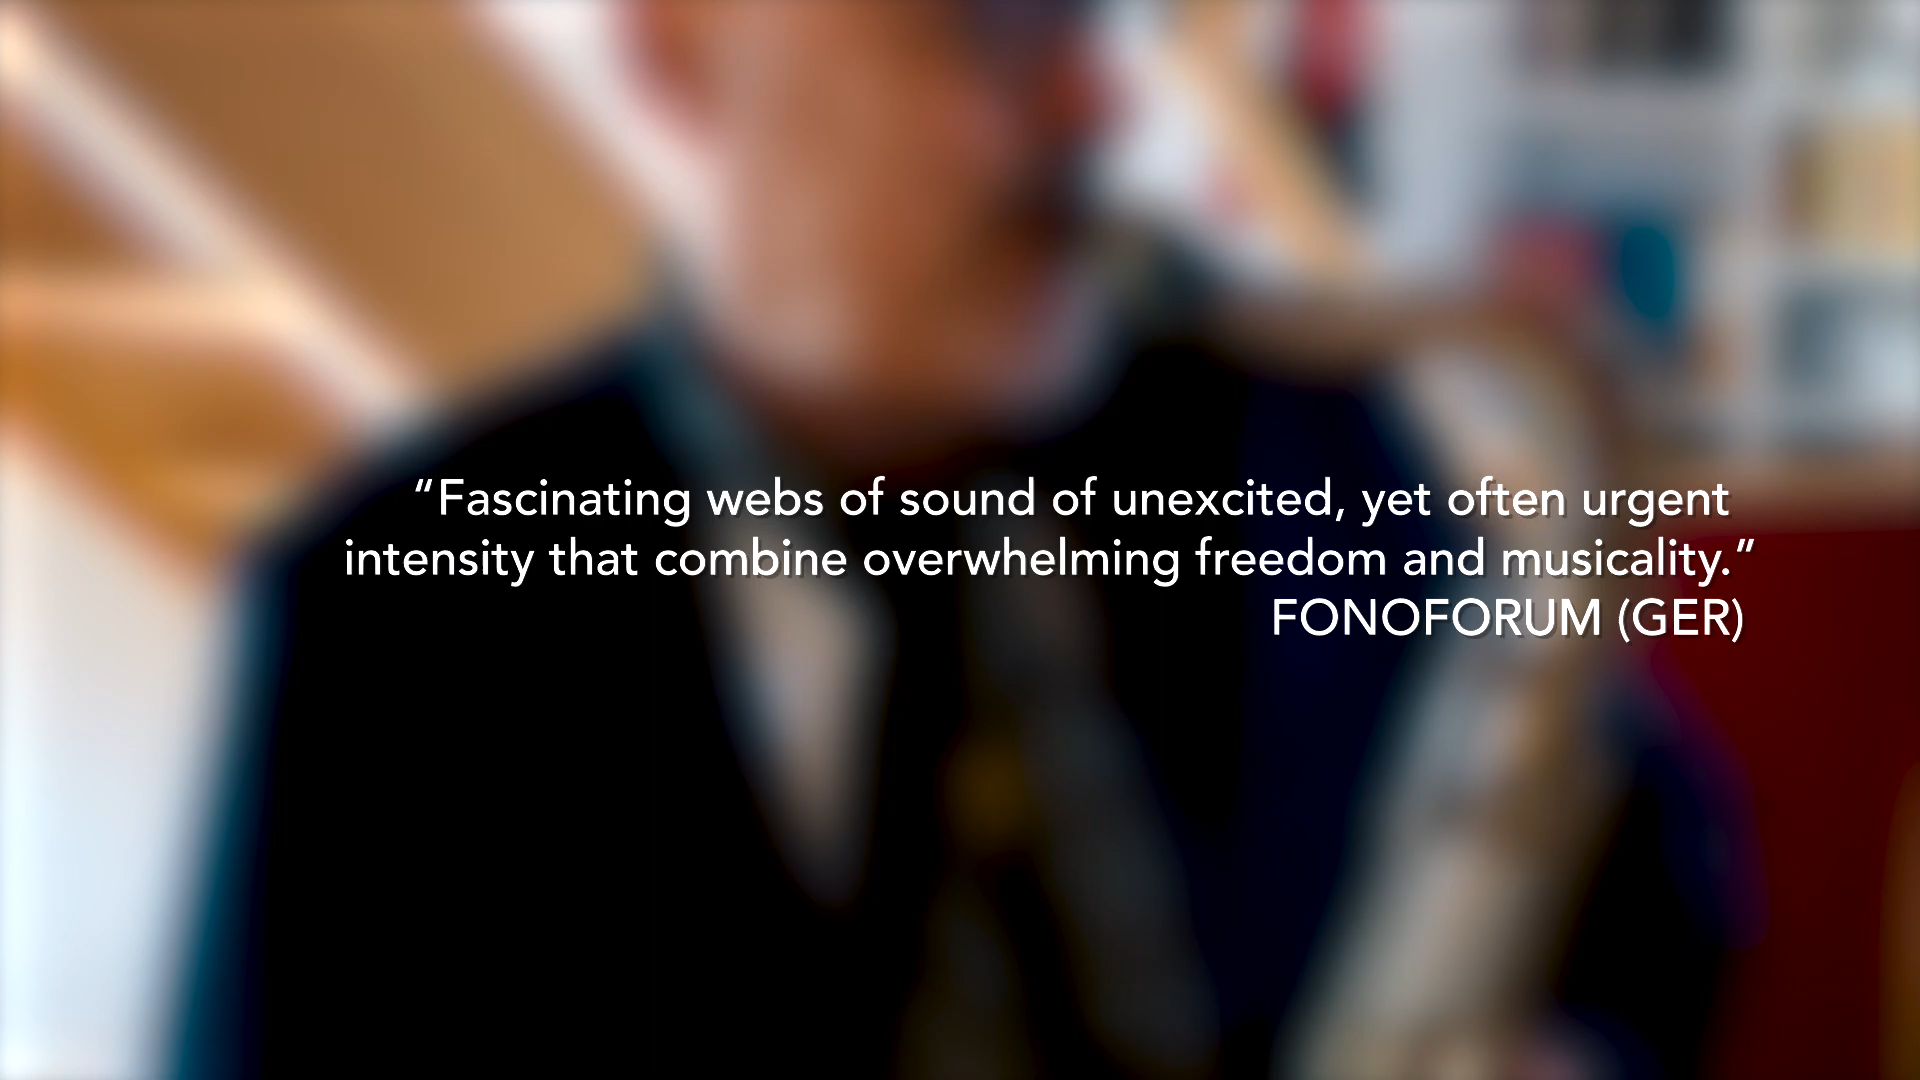 “Fascinating webs of sound of unexcited, yet often urgent
intensity that combine overwhelming freedom and musicality.”
FONOFORUM (GER)